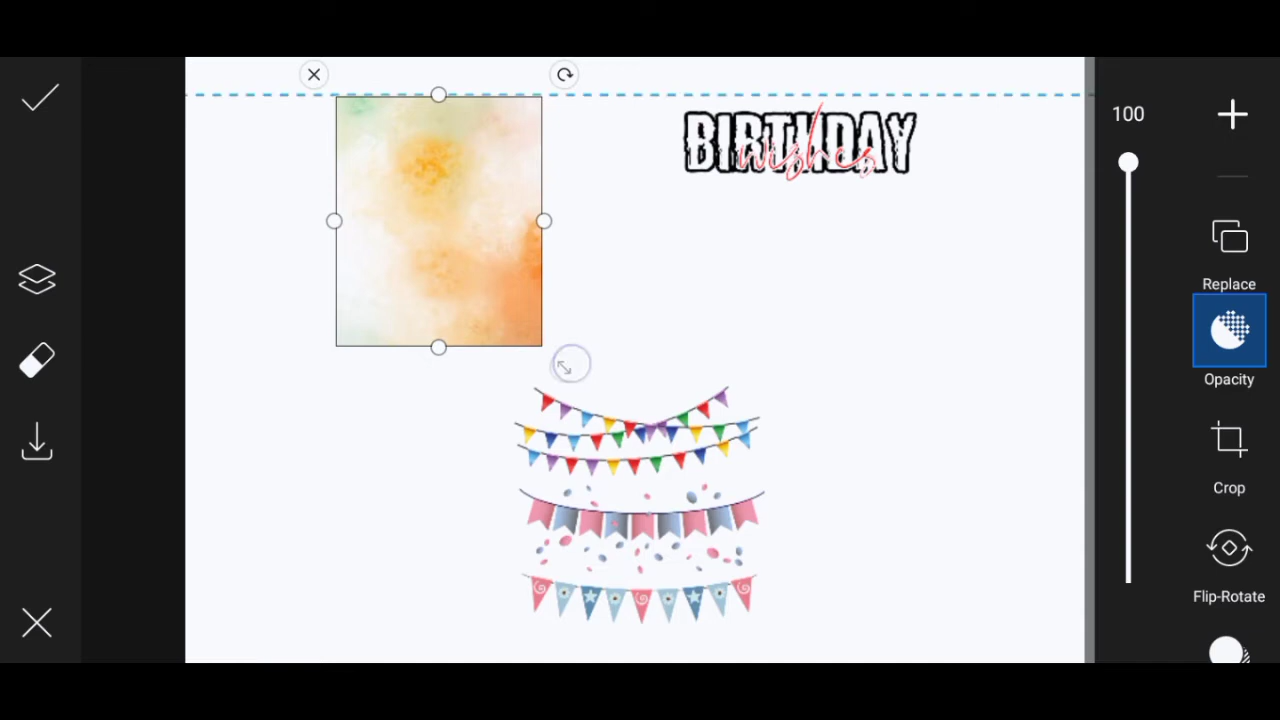 BIRTHDAY
wishes
100
Replace
Opacity
Crop
Flip-Rotate